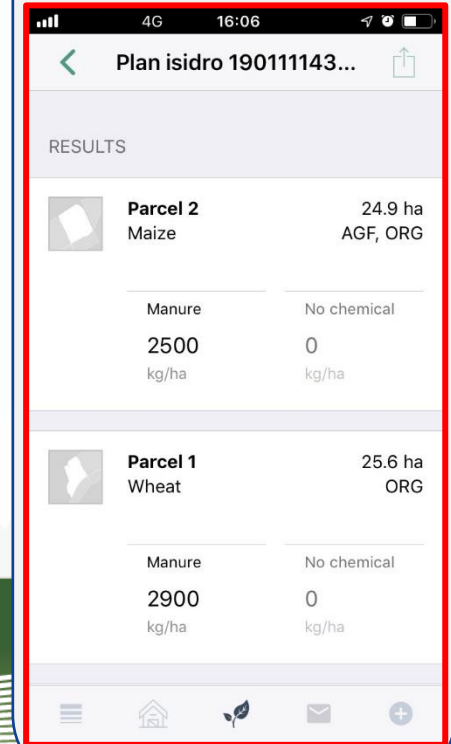 4G 16:06
Plan isidro 190111143...
RESULTS
Parcel 2 24.9 ha
Maize AGF, ORG
Manure No chemical
2500 0
kg/ha kg/ha
Parcel 1 25.6 ha
Wheat ORG
Manure No chemical
2900 0
kg/ha kg/ha